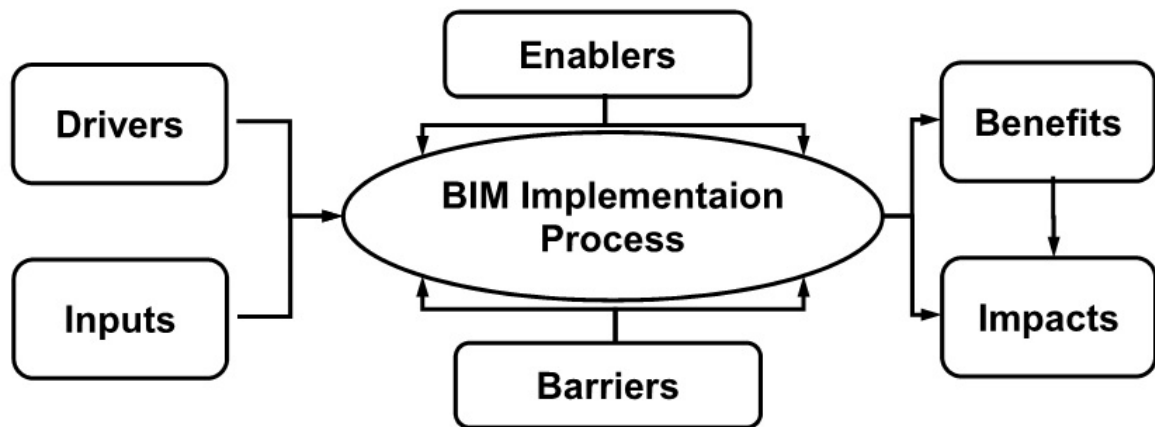 Enablers
Drivers
Benefits
BIM Implementaion
Process
Inputs
Impacts
Barriers